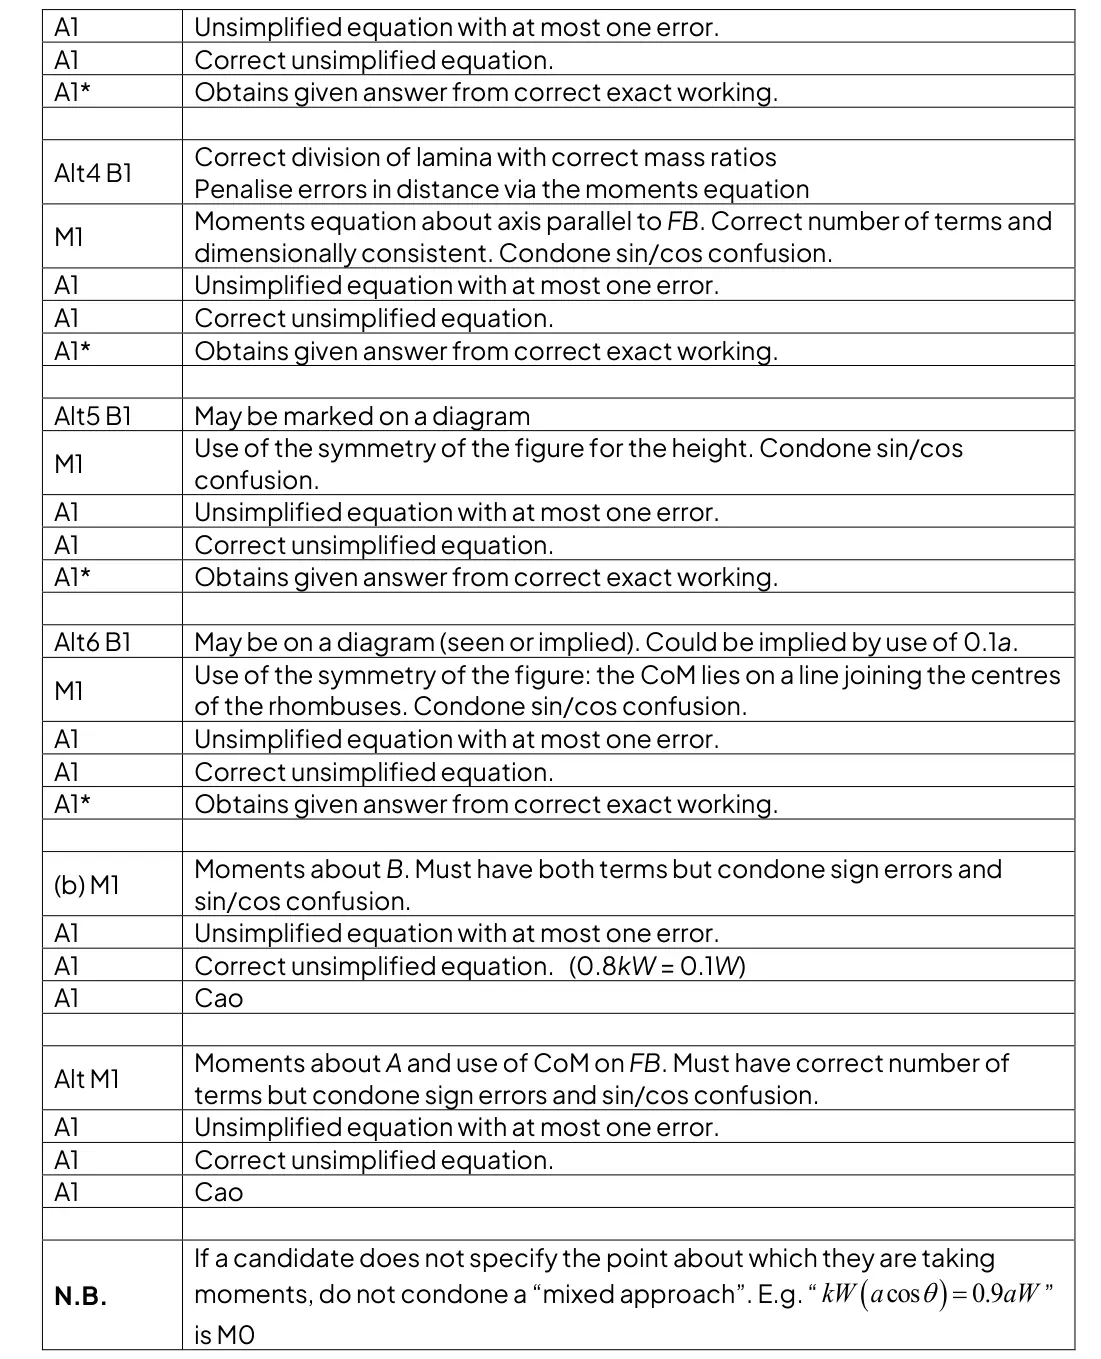 A1 Unsimplified equation with at most one error.
A1 Correct unsimplified equation.
A1* Obtains given answer from correct exact working.
Alt4 B1 Correct division of lamina with correct mass ratios
Penalise errors in distance via the moments equation
M1 Moments equation about axis parallel to FB. Correct number of terms and
dimensionally consistent. Condone sin/cos confusion.
A1 Unsimplified equation with at most one error.
A1 Correct unsimplified equation.
A1* Obtains given answer from correct exact working.
Alt5 B1 May be marked on a diagram
M1 Use of the symmetry of the figure for the height. Condone sin/cos
confusion.
A1 Unsimplified equation with at most one error.
A1 Correct unsimplified equation.
A1* Obtains given answer from correct exact working.
Alt6 B1 May be on a diagram (seen or implied). Could be implied by use of 0.1a.
M1 Use of the symmetry of the figure: the CoM lies on a line joining the centres
of the rhombuses. Condone sin/cos confusion.
A1 Unsimplified equation with at most one error.
A1 Correct unsimplified equation.
A1* Obtains given answer from correct exact working.
(b) M1 Moments about B. Must have both terms but condone sign errors and
sin/cos confusion.
A1 Unsimplified equation with at most one error.
A1 Correct unsimplified equation. (0.8kW = 0.1W)
A1 Cao
Alt M1 Moments about A and use of CoM on FB. Must have correct number of
terms but condone sign errors and sin/cos confusion.
A1 Unsimplified equation with at most one error.
A1 Correct unsimplified equation.
A1 Cao
N.B. If a candidate does not specify the point about which they are taking
moments, do not condone a “mixed approach”. E.g. “ kW(a cos θ) = 0.9aW ”
is M0